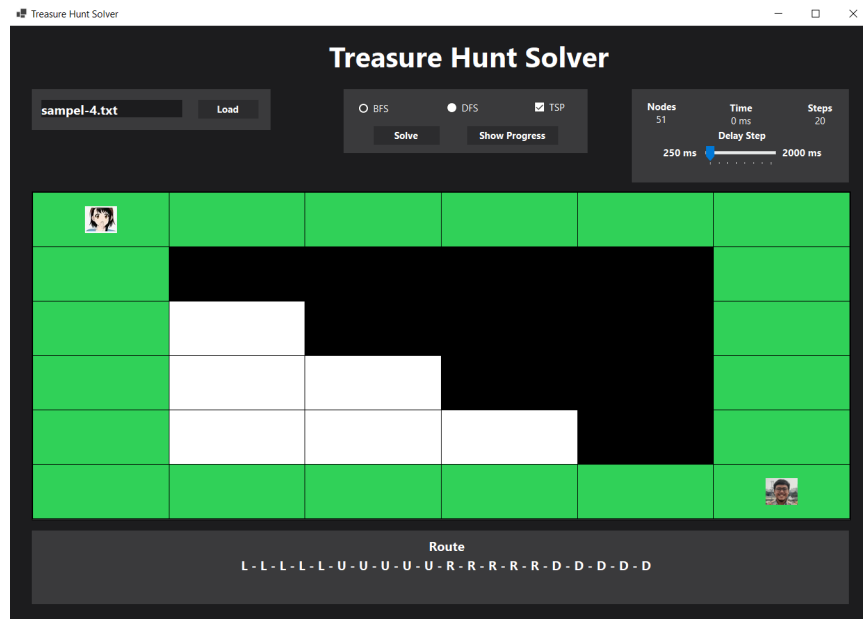 Treasure Hunt Solver
Treasure Hunt Solver
sampel-4.txt Load
BFS DFS TSP
Solve Show Progress
Nodes Time Steps
51 0 ms 20
Delay Step
250 ms 2000 ms
Route
L - L - L - L - L - U - U - U - U - U - R - R - R - R - R - D - D - D - D - D